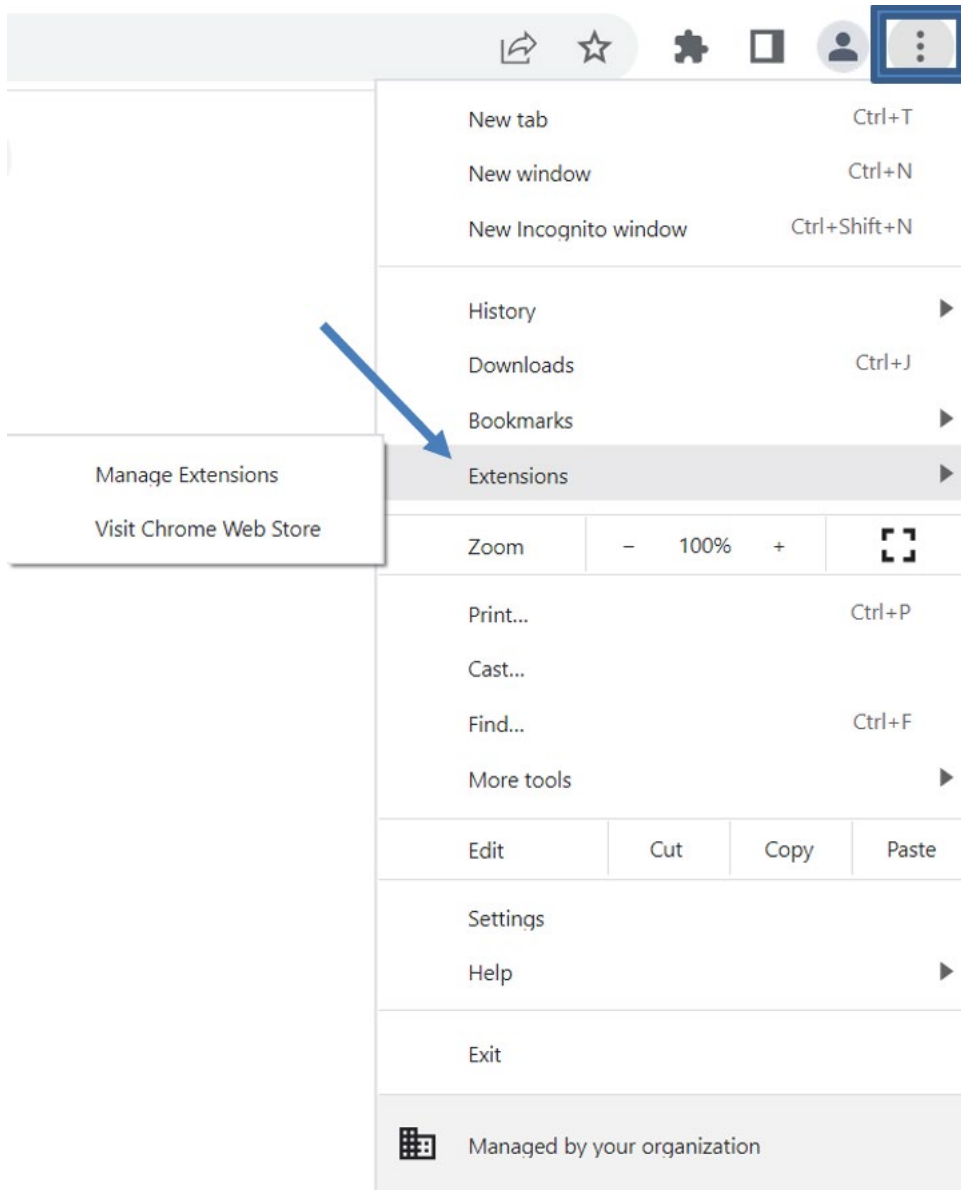 New tab Ctrl+T
New window Ctrl+N
New Incognito window Ctrl+Shift+N
History
Downloads Ctrl+J
Bookmarks
Extensions
Manage Extensions
Visit Chrome Web Store
Zoom - 100% +
Print... Ctrl+P
Cast...
Find... Ctrl+F
More tools
Edit Cut Copy Paste
Settings
Help
Exit
Managed by your organization